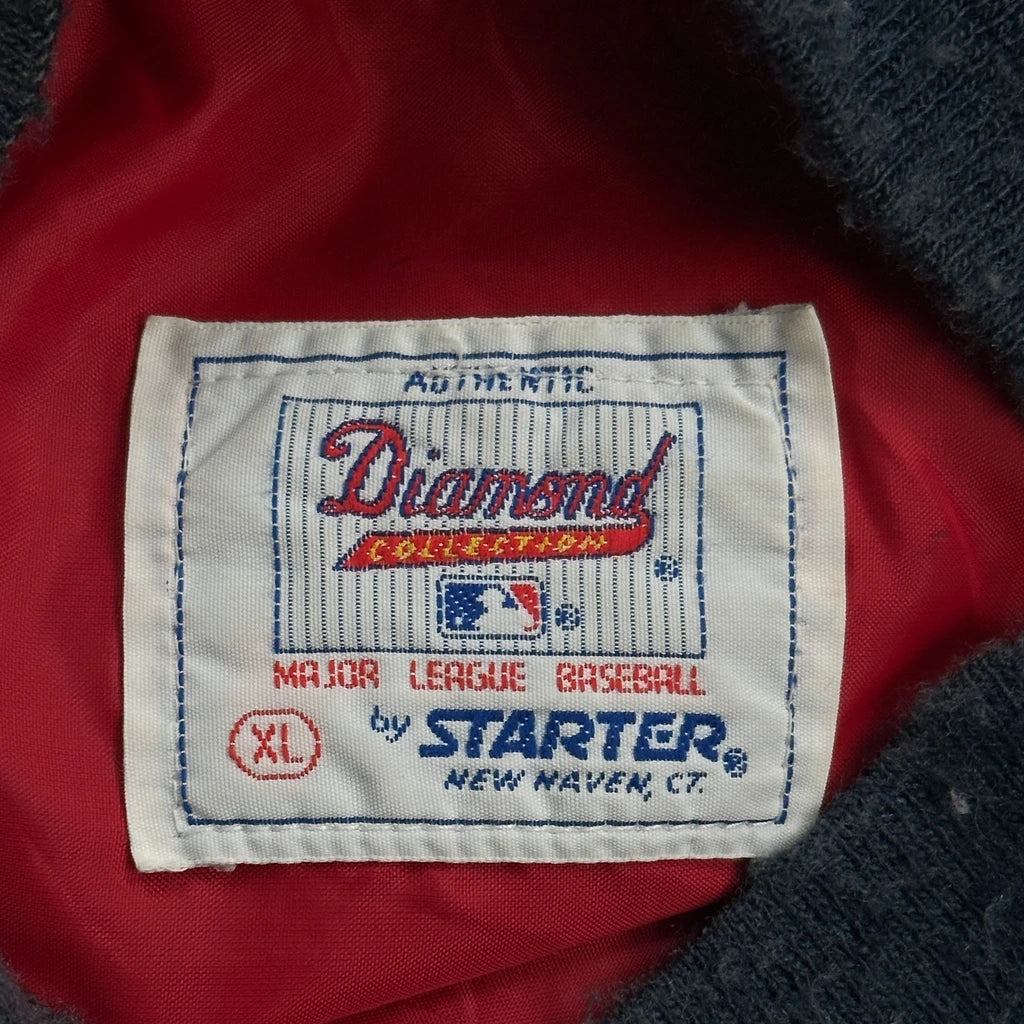 AUTHENTIC
Diamond
COLLECTION ®
®
MAJOR LEAGUE BASEBALL
XL
by STARTER®
NEW HAVEN, CT.